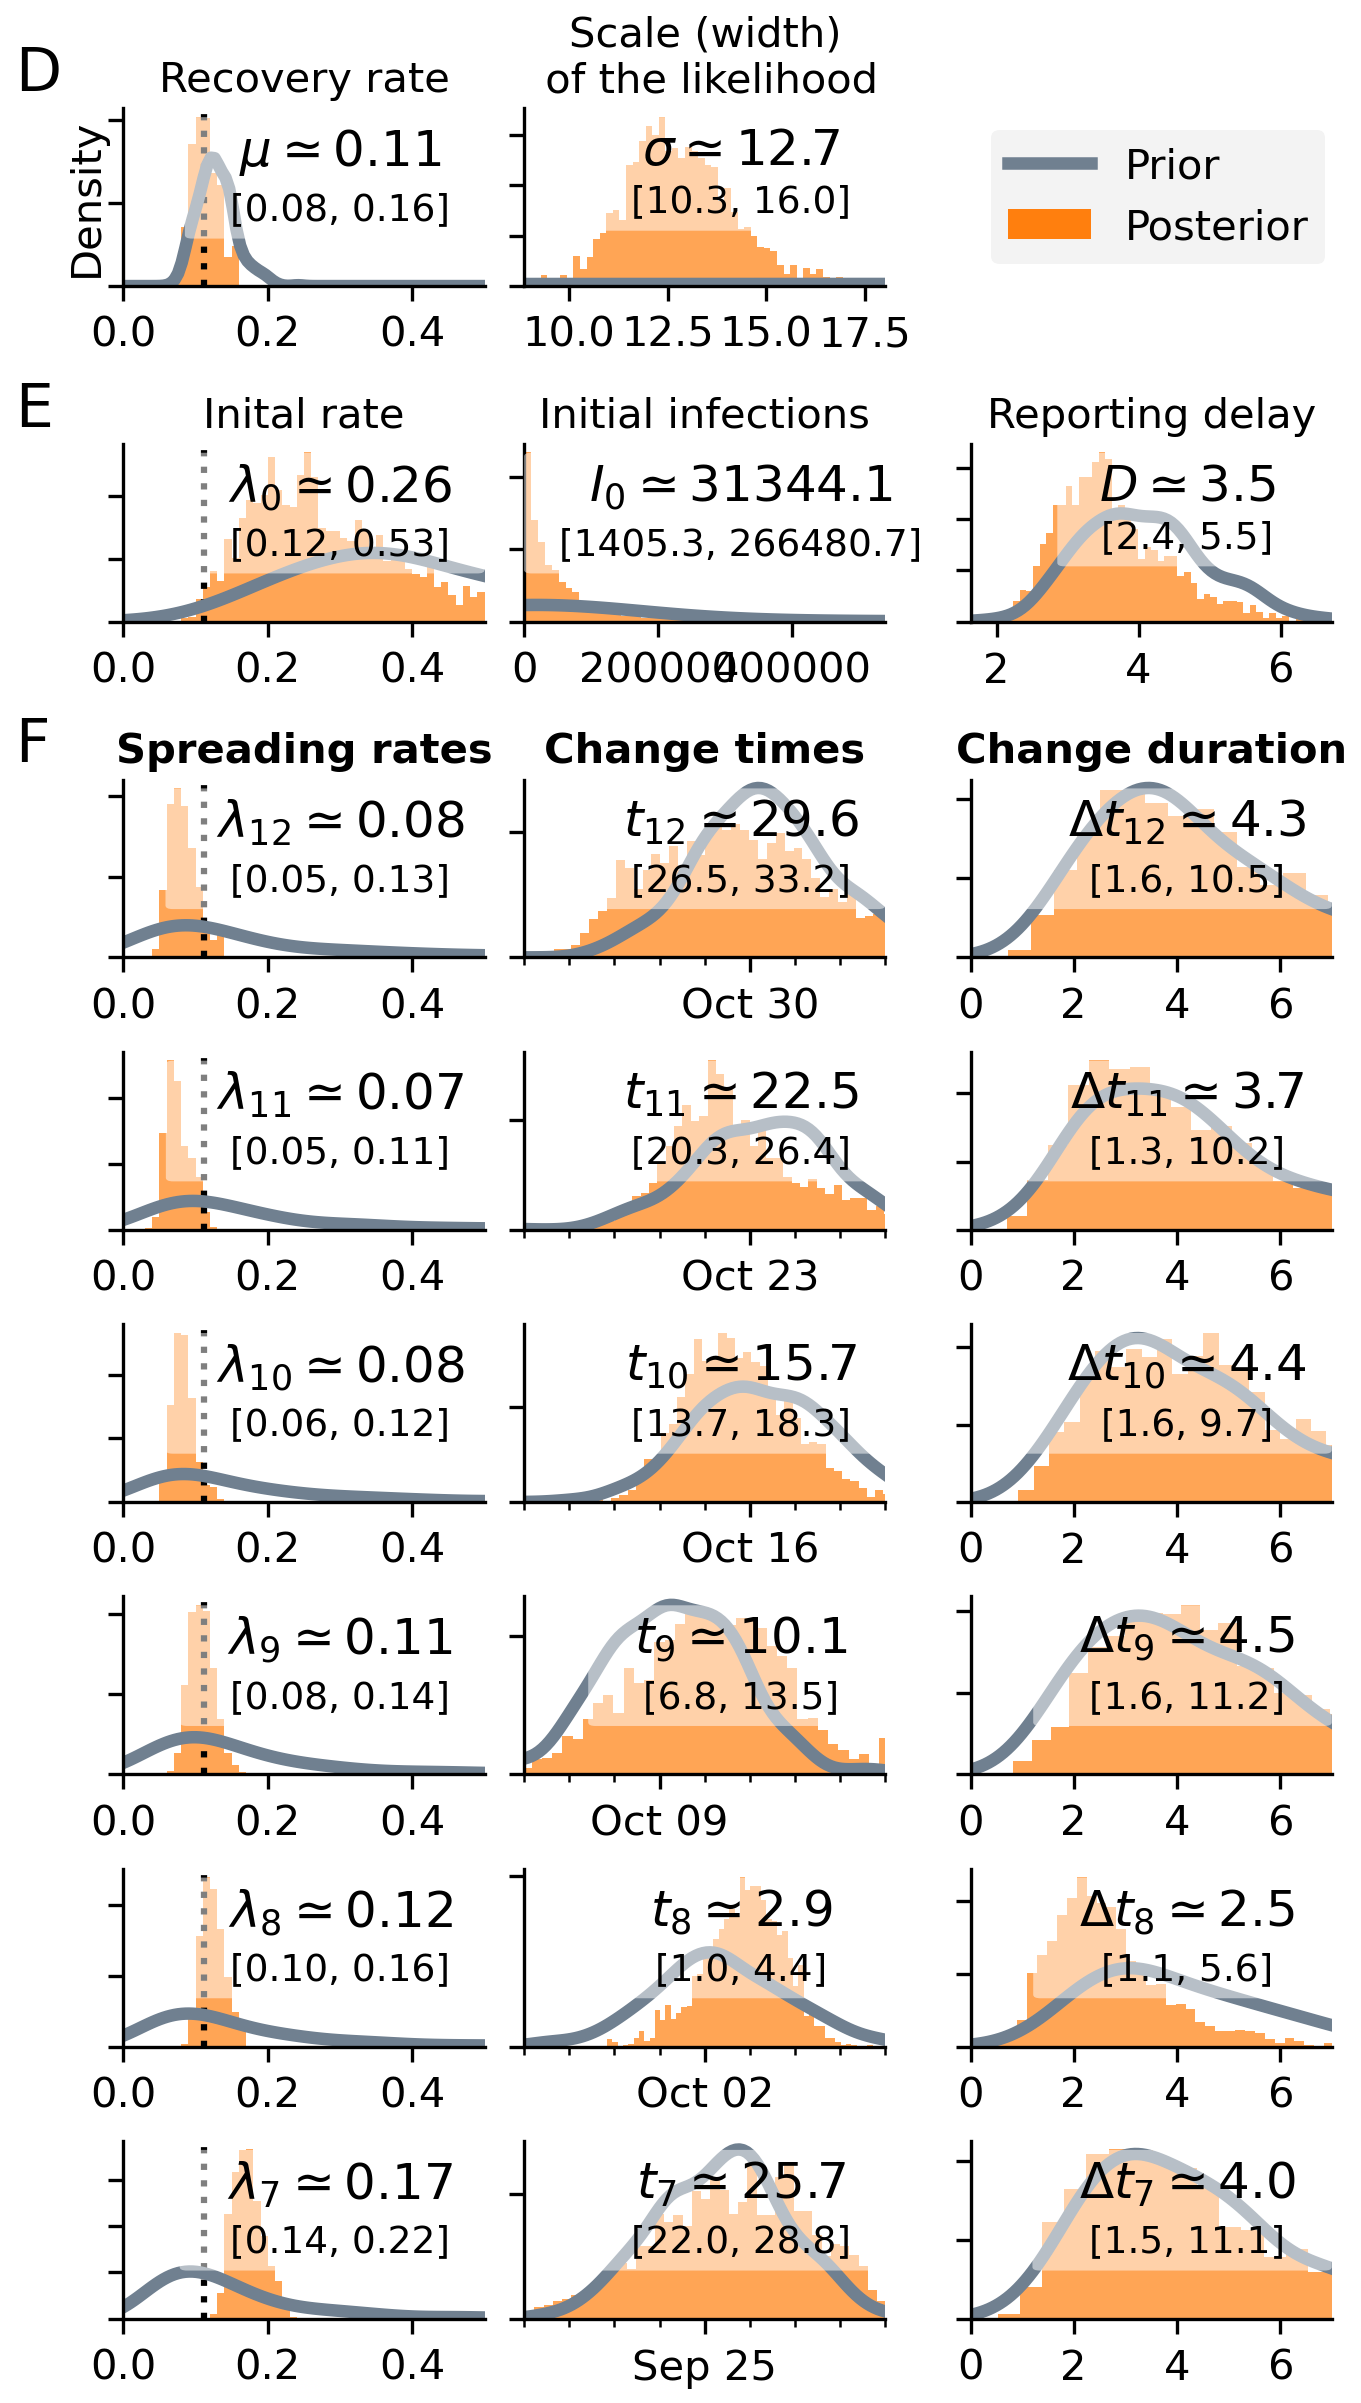 D
Recovery rate
Scale (width)
of the likelihood
Density
μ ≃ 0.11
[0.08, 0.16]
σ ≃ 12.7
[10.3, 16.0]
Prior
Posterior
0.0 0.2 0.4
10.0 12.5 15.0 17.5
E
Inital rate
Initial infections
Reporting delay
λ0 ≃ 0.26
[0.12, 0.53]
I0 ≃ 31344.1
[1405.3, 266480.7]
D ≃ 3.5
[2.4, 5.5]
0.0 0.2 0.4
0 200000 400000
2 4 6
F
Spreading rates
Change times
Change duration
λ12 ≃ 0.08
[0.05, 0.13]
t12 ≃ 29.6
[26.5, 33.2]
Δt12 ≃ 4.3
[1.6, 10.5]
0.0 0.2 0.4
Oct 30
0 2 4 6
λ11 ≃ 0.07
[0.05, 0.11]
t11 ≃ 22.5
[20.3, 26.4]
Δt11 ≃ 3.7
[1.3, 10.2]
0.0 0.2 0.4
Oct 23
0 2 4 6
λ10 ≃ 0.08
[0.06, 0.12]
t10 ≃ 15.7
[13.7, 18.3]
Δt10 ≃ 4.4
[1.6, 9.7]
0.0 0.2 0.4
Oct 16
0 2 4 6
λ9 ≃ 0.11
[0.08, 0.14]
t9 ≃ 10.1
[6.8, 13.5]
Δt9 ≃ 4.5
[1.6, 11.2]
0.0 0.2 0.4
Oct 09
0 2 4 6
λ8 ≃ 0.12
[0.10, 0.16]
t8 ≃ 2.9
[1.0, 4.4]
Δt8 ≃ 2.5
[1.1, 5.6]
0.0 0.2 0.4
Oct 02
0 2 4 6
λ7 ≃ 0.17
[0.14, 0.22]
t7 ≃ 25.7
[22.0, 28.8]
Δt7 ≃ 4.0
[1.5, 11.1]
0.0 0.2 0.4
Sep 25
0 2 4 6